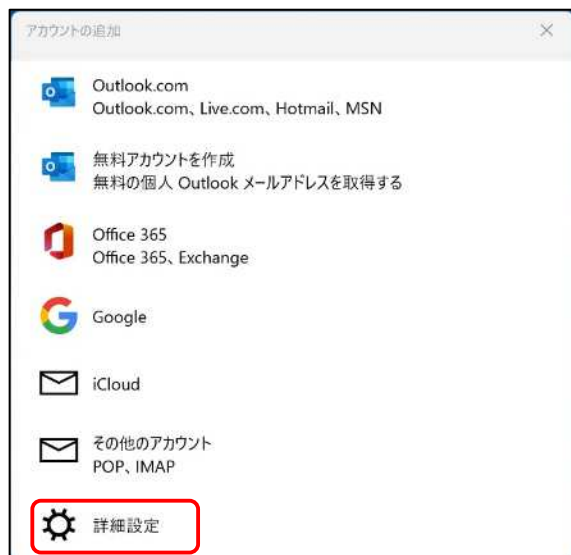 アカウントの追加
Outlook.com
Outlook.com、Live.com、Hotmail、MSN
無料アカウントを作成
無料の個人 Outlook メールアドレスを取得する
Office 365
Office 365、Exchange
Google
iCloud
その他のアカウント
POP、IMAP
詳細設定